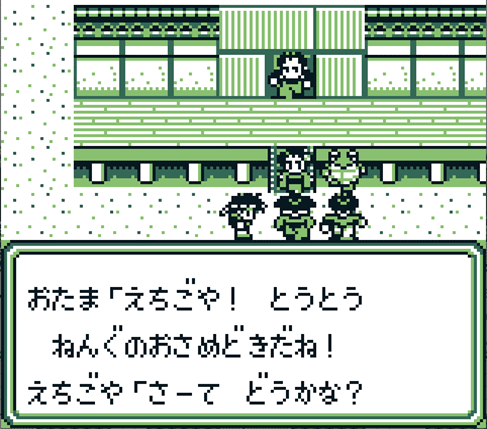 おたま「えちごや！　とうとう
　ねんぐのおさめどきだね！
えちごや「さーて　どうかな？